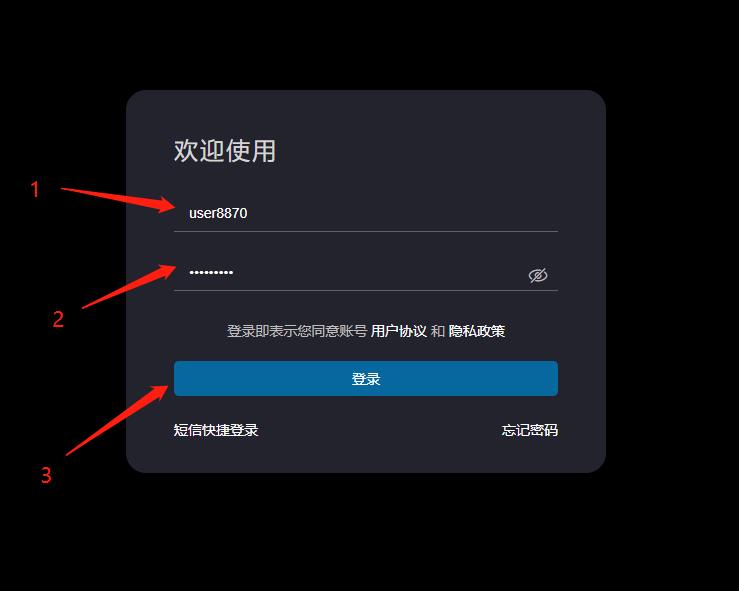 欢迎使用
1
user8870
2
•••••••••
登录即表示您同意账号 用户协议 和 隐私政策
登录
3
短信快捷登录 忘记密码